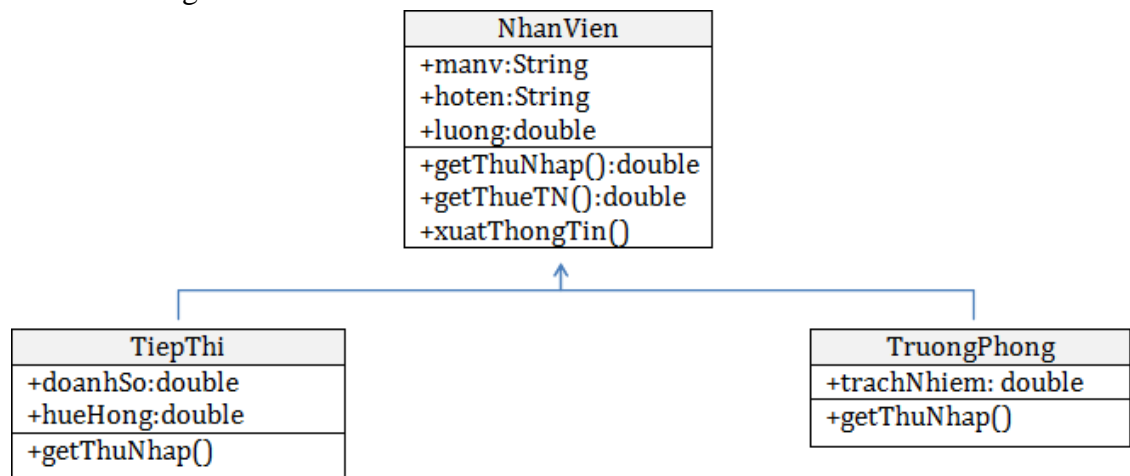 NhanVien
+manv:String
+hoten:String
+luong:double
+getThuNhap():double
+getThueTN():double
+xuatThongTin()
TiepThi
+doanhSo:double
+hueHong:double
+getThuNhap()
TruongPhong
+trachNhiem: double
+getThuNhap()